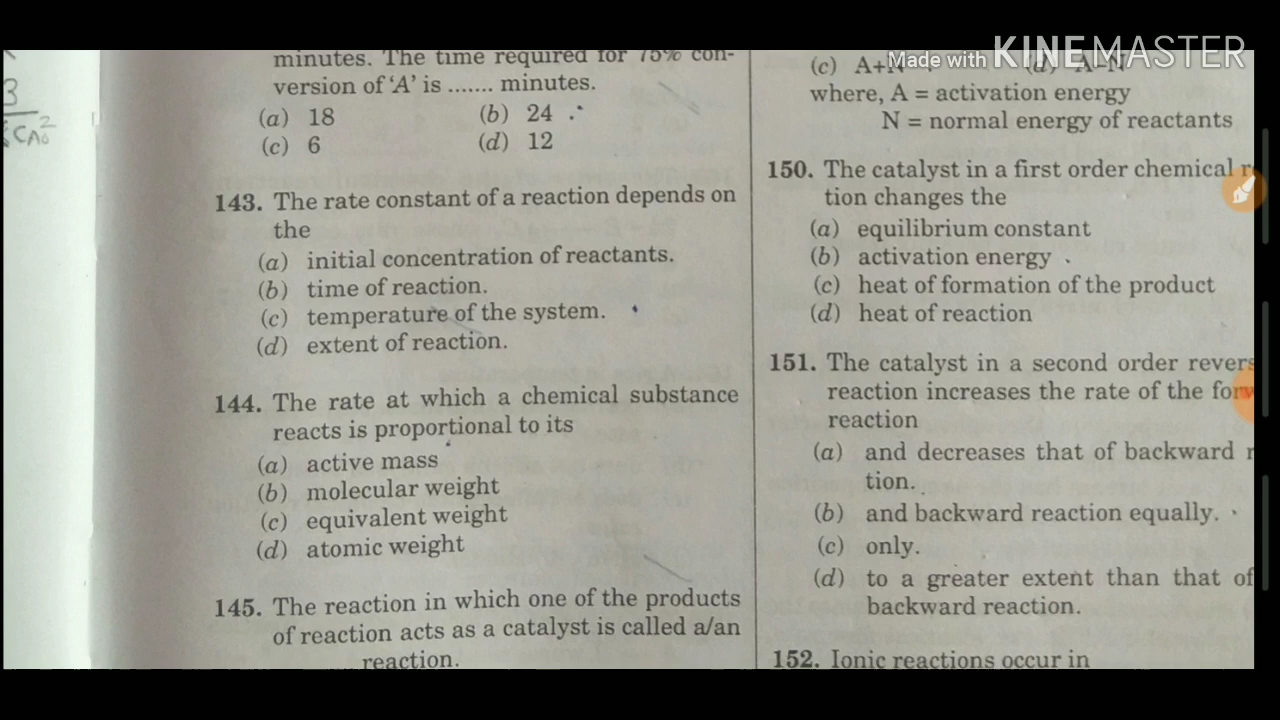 3
CA₀²
minutes. The time required for 75% con-
version of 'A' is ....... minutes.
(a) 18 (b) 24
(c) 6 (d) 12
143. The rate constant of a reaction depends on
the
(a) initial concentration of reactants.
(b) time of reaction.
(c) temperature of the system.
(d) extent of reaction.
144. The rate at which a chemical substance
reacts is proportional to its
(a) active mass
(b) molecular weight
(c) equivalent weight
(d) atomic weight
145. The reaction in which one of the products
of reaction acts as a catalyst is called a/an
reaction.
Made with KINEMASTER
(c) A+N (d) A–N
where, A = activation energy
N = normal energy of reactants
150. The catalyst in a first order chemical r
tion changes the
(a) equilibrium constant
(b) activation energy
(c) heat of formation of the product
(d) heat of reaction
151. The catalyst in a second order revers
reaction increases the rate of the forw
reaction
(a) and decreases that of backward r
tion.
(b) and backward reaction equally.
(c) only.
(d) to a greater extent than that of
backward reaction.
152. Ionic reactions occur in